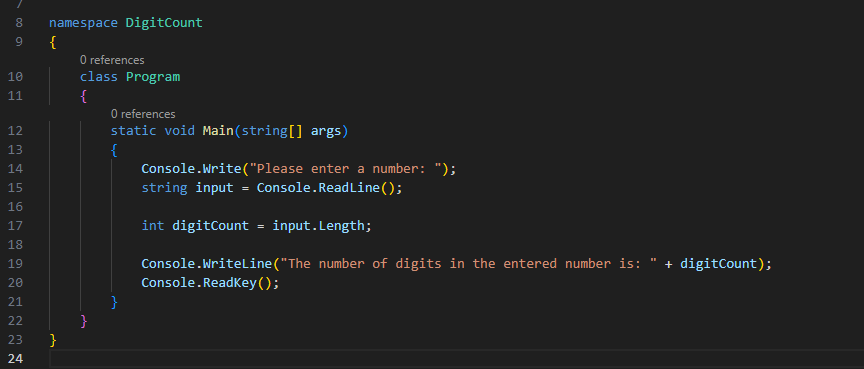 7
8 namespace DigitCount
9 {
0 references
10 class Program
11 {
0 references
12 static void Main(string[] args)
13 {
14 Console.Write("Please enter a number: ");
15 string input = Console.ReadLine();
16
17 int digitCount = input.Length;
18
19 Console.WriteLine("The number of digits in the entered number is: " + digitCount);
20 Console.ReadKey();
21 }
22 }
23 }
24